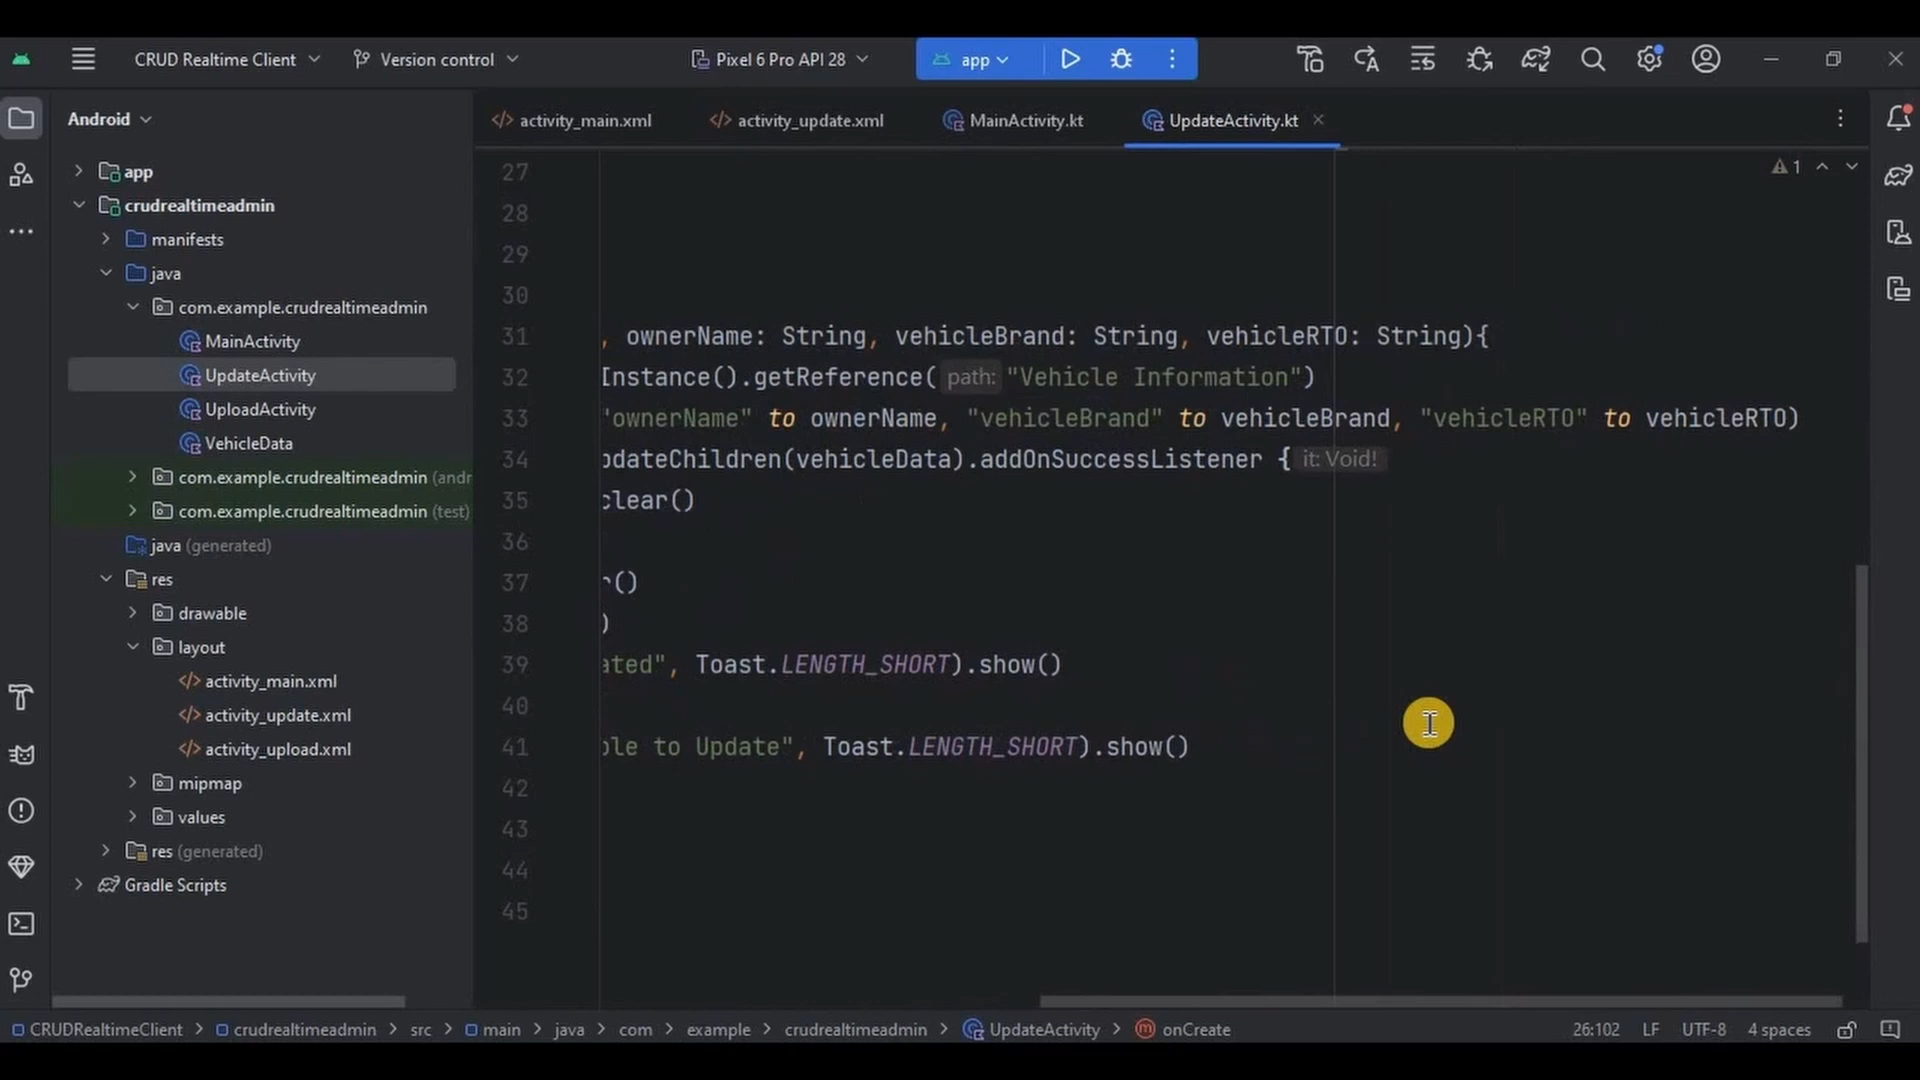 CRUD Realtime Client
Version control
Pixel 6 Pro API 28
app
Android
activity_main.xml
activity_update.xml
MainActivity.kt
UpdateActivity.kt
1
app
crudrealtimeadmin
manifests
java
com.example.crudrealtimeadmin
MainActivity
UpdateActivity
UploadActivity
VehicleData
com.example.crudrealtimeadmin (andr
com.example.crudrealtimeadmin (test)
java (generated)
res
drawable
layout
activity_main.xml
activity_update.xml
activity_upload.xml
mipmap
values
res (generated)
Gradle Scripts
27
28
29
30
31 , ownerName: String, vehicleBrand: String, vehicleRTO: String){
32 Instance().getReference( path: "Vehicle Information")
33 "ownerName" to ownerName, "vehicleBrand" to vehicleBrand, "vehicleRTO" to vehicleRTO)
34 pdateChildren(vehicleData).addOnSuccessListener { it: Void!
35 clear()
36
37 r()
38 )
39 ated", Toast.LENGTH_SHORT).show()
40
41 ble to Update", Toast.LENGTH_SHORT).show()
42
43
44
45
CRUDRealtimeClient > crudrealtimeadmin > src > main > java > com > example > crudrealtimeadmin > UpdateActivity > onCreate
26:102 LF UTF-8 4 spaces